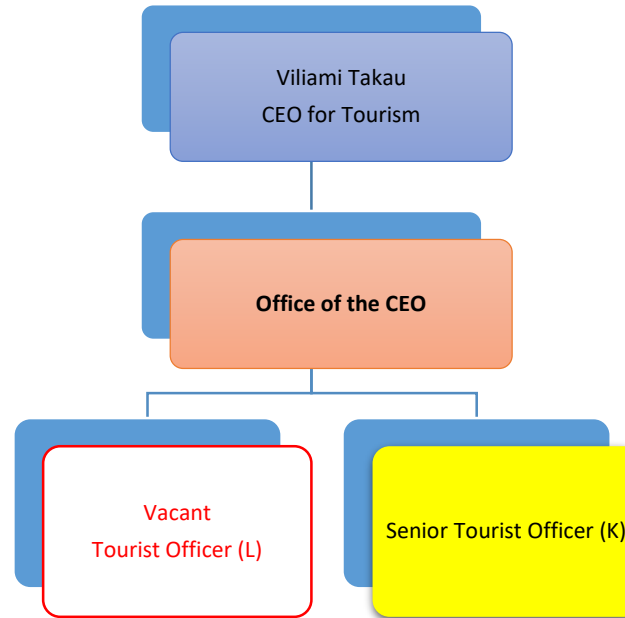 Viliami Takau
CEO for Tourism
Office of the CEO
Vacant
Tourist Officer (L)
Senior Tourist Officer (K)